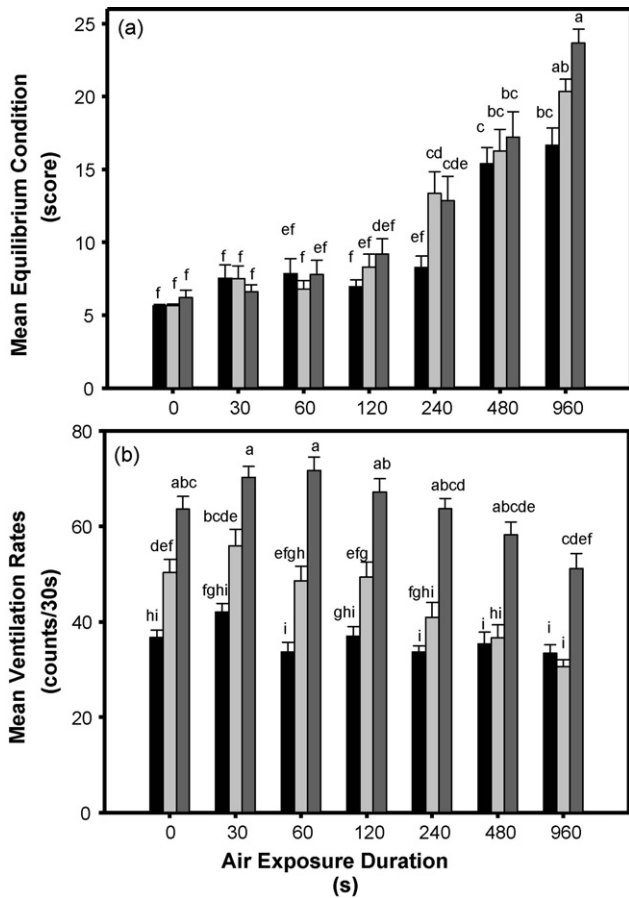 (a)
Mean Equilibrium Condition
(score)
25
20
15
10
5
0
f f f
f f f
ef f ef
f ef def
ef cd cde
c bc bc
bc ab a
0 30 60 120 240 480 960
(b)
Mean Ventilation Rates
(counts/30s)
80
60
40
20
0
hi def abc
fghi bcde a
i efgh a
ghi efg ab
i fghi abcd
i hi abcde
i i cdef
0 30 60 120 240 480 960
Air Exposure Duration
(s)